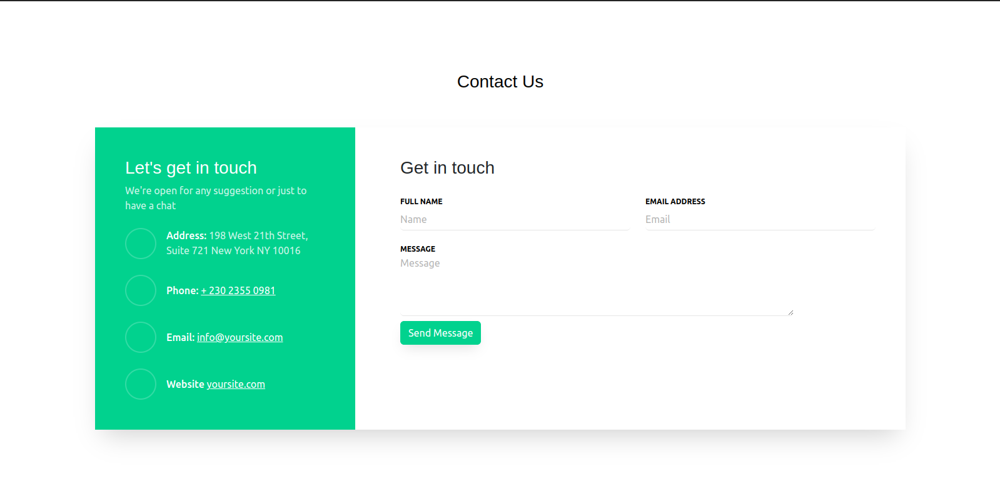 Contact Us
Let's get in touch
We're open for any suggestion or just to
have a chat
Address: 198 West 21th Street,
Suite 721 New York NY 10016
Phone: + 230 2355 0981
Email: info@yoursite.com
Website yoursite.com
Get in touch
FULL NAME
Name
EMAIL ADDRESS
Email
MESSAGE
Message
Send Message